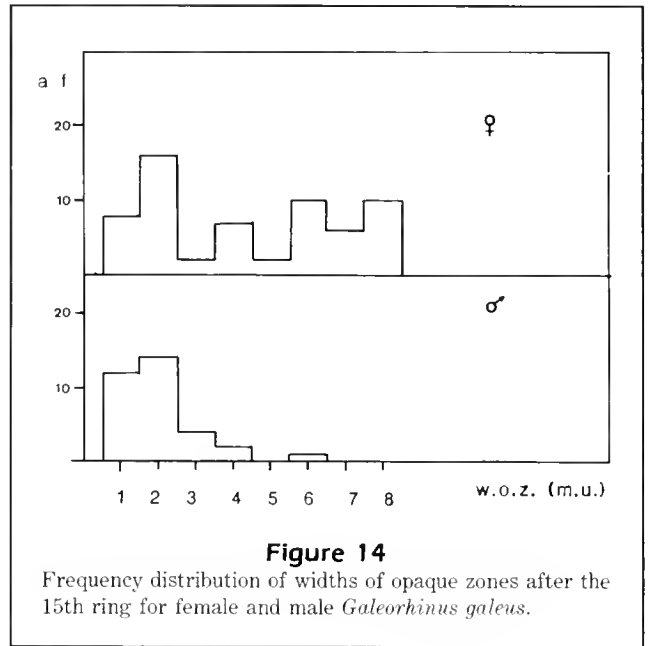 a f
20
10
♀
20
10
♂
1 2 3 4 5 6 7 8
w.o.z. (m.u.)
Figure 14
Frequency distribution of widths of opaque zones after the
15th ring for female and male Galeorhinus galeus.